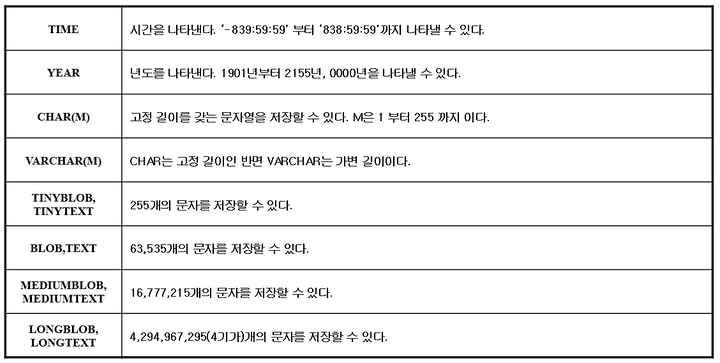 TIME
시간을 나타낸다. ‘-839:59:59’ 부터 ‘838:59:59’까지 나타낼 수 있다.
YEAR
년도를 나타낸다. 1901년부터 2155년, 0000년을 나타낼 수 있다.
CHAR(M)
고정 길이를 갖는 문자열을 저장할 수 있다. M은 1 부터 255 까지 이다.
VARCHAR(M)
CHAR는 고정 길이인 반면 VARCHAR는 가변 길이이다.
TINYBLOB,
TINYTEXT
255개의 문자를 저장할 수 있다.
BLOB,TEXT
63,535개의 문자를 저장할 수 있다.
MEDIUMBLOB,
MEDIUMTEXT
16,777,215개의 문자를 저장할 수 있다.
LONGBLOB,
LONGTEXT
4,294,967,295(4기가)개의 문자를 저장할 수 있다.